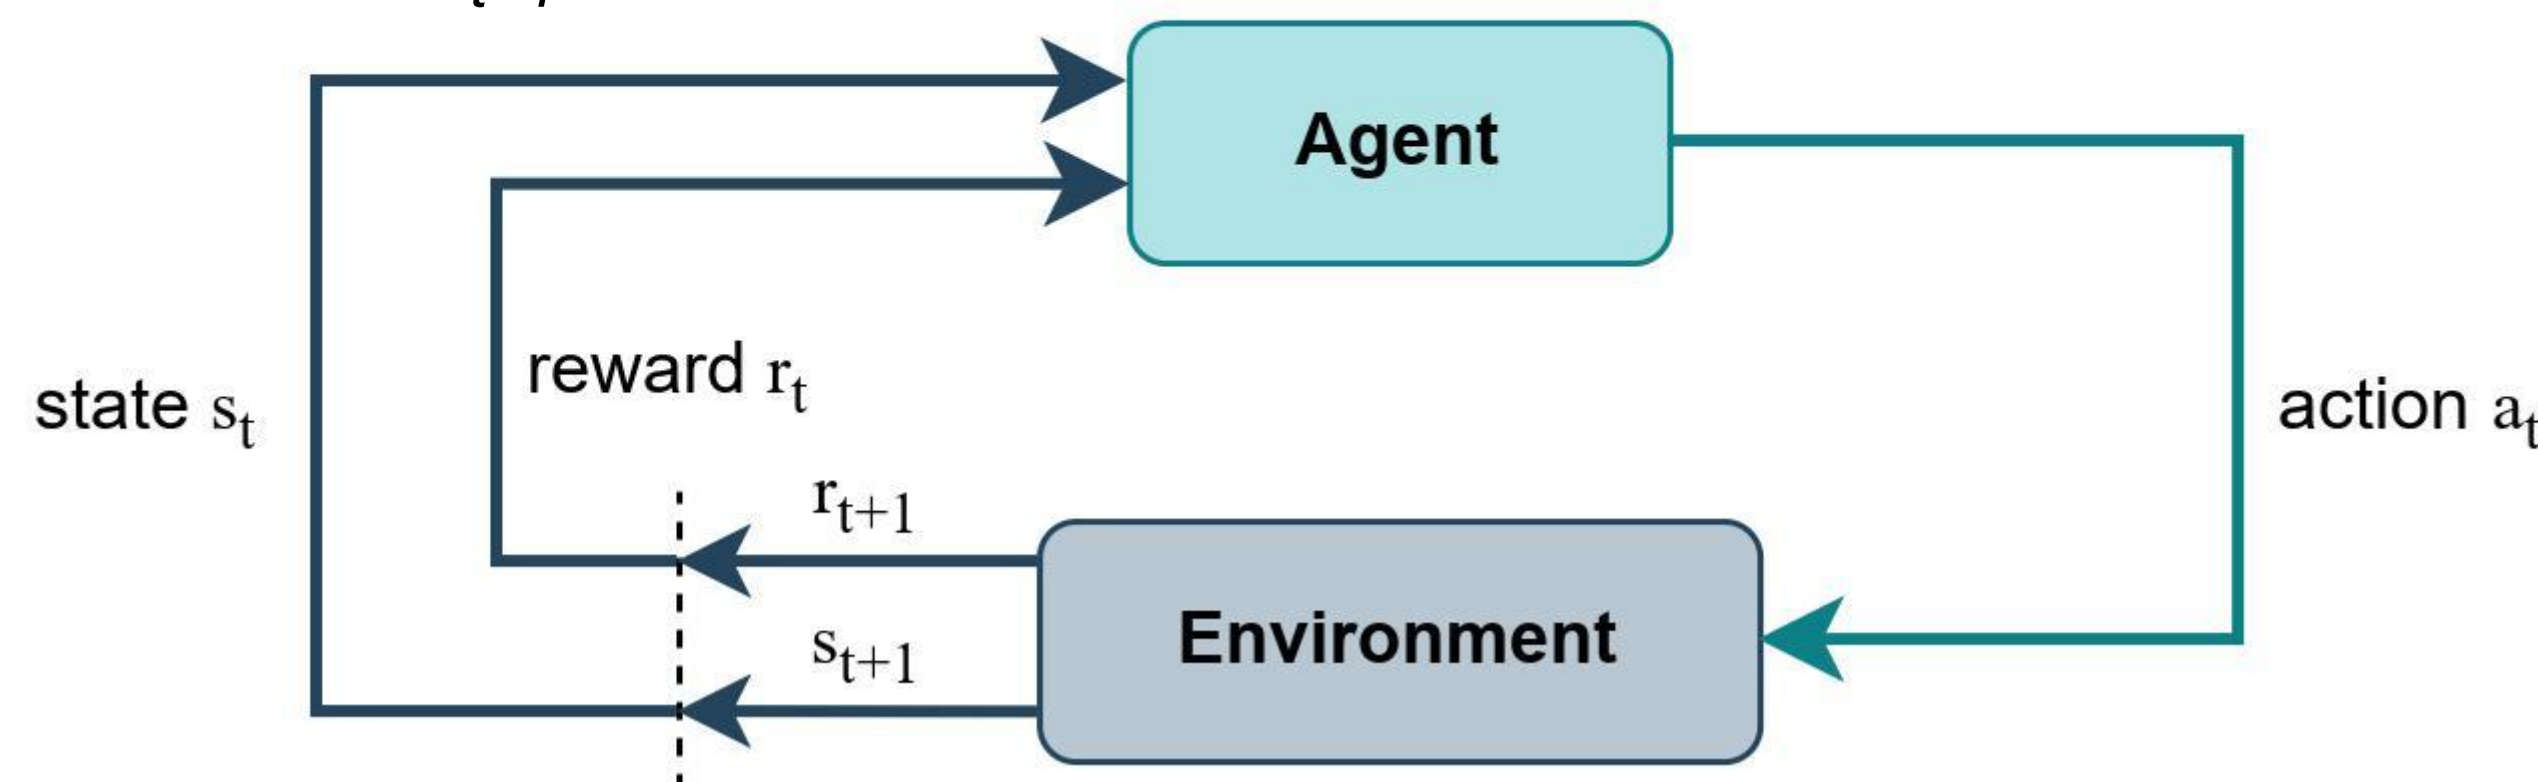 Agent
reward rₜ
state sₜ
action aₜ
rₜ₊₁
Environment
sₜ₊₁